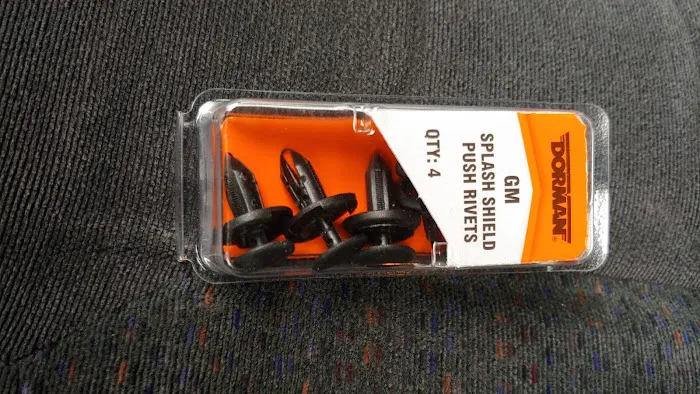 DORMAN®
GM
SPLASH SHIELD
PUSH RIVETS
QTY: 4